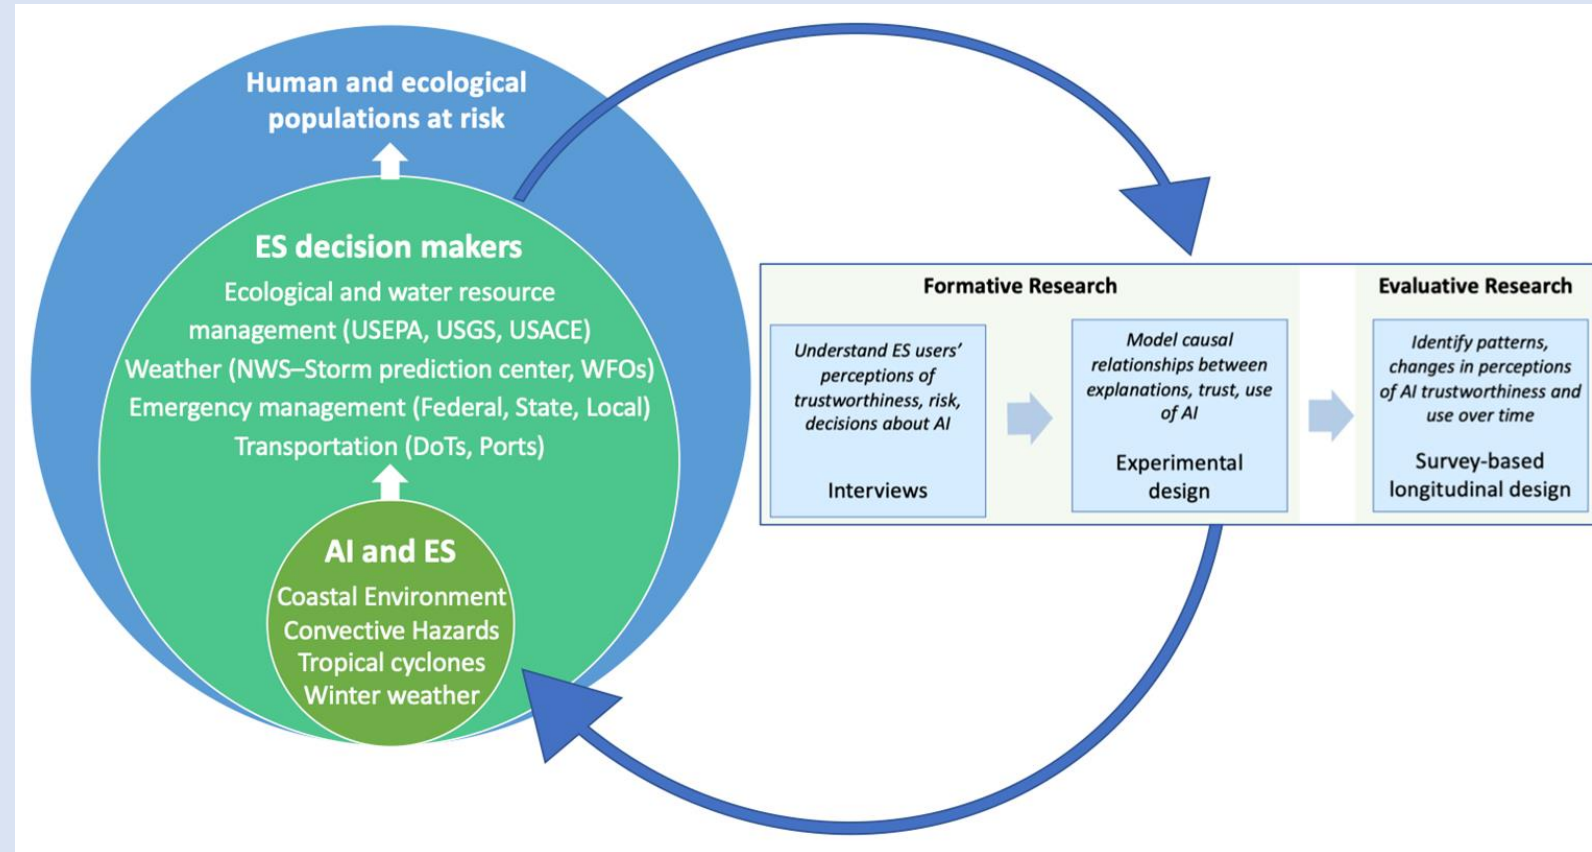 Human and ecological
populations at risk
ES decision makers
Ecological and water resource
management (USEPA, USGS, USACE)
Weather (NWS–Storm prediction center, WFOs)
Emergency management (Federal, State, Local)
Transportation (DoTs, Ports)
AI and ES
Coastal Environment
Convective Hazards
Tropical cyclones
Winter weather
Formative Research
Understand ES users’
perceptions of
trustworthiness, risk,
decisions about AI
Interviews
Model causal
relationships between
explanations, trust, use
of AI
Experimental
design
Evaluative Research
Identify patterns,
changes in perceptions
of AI trustworthiness and
use over time
Survey-based
longitudinal design